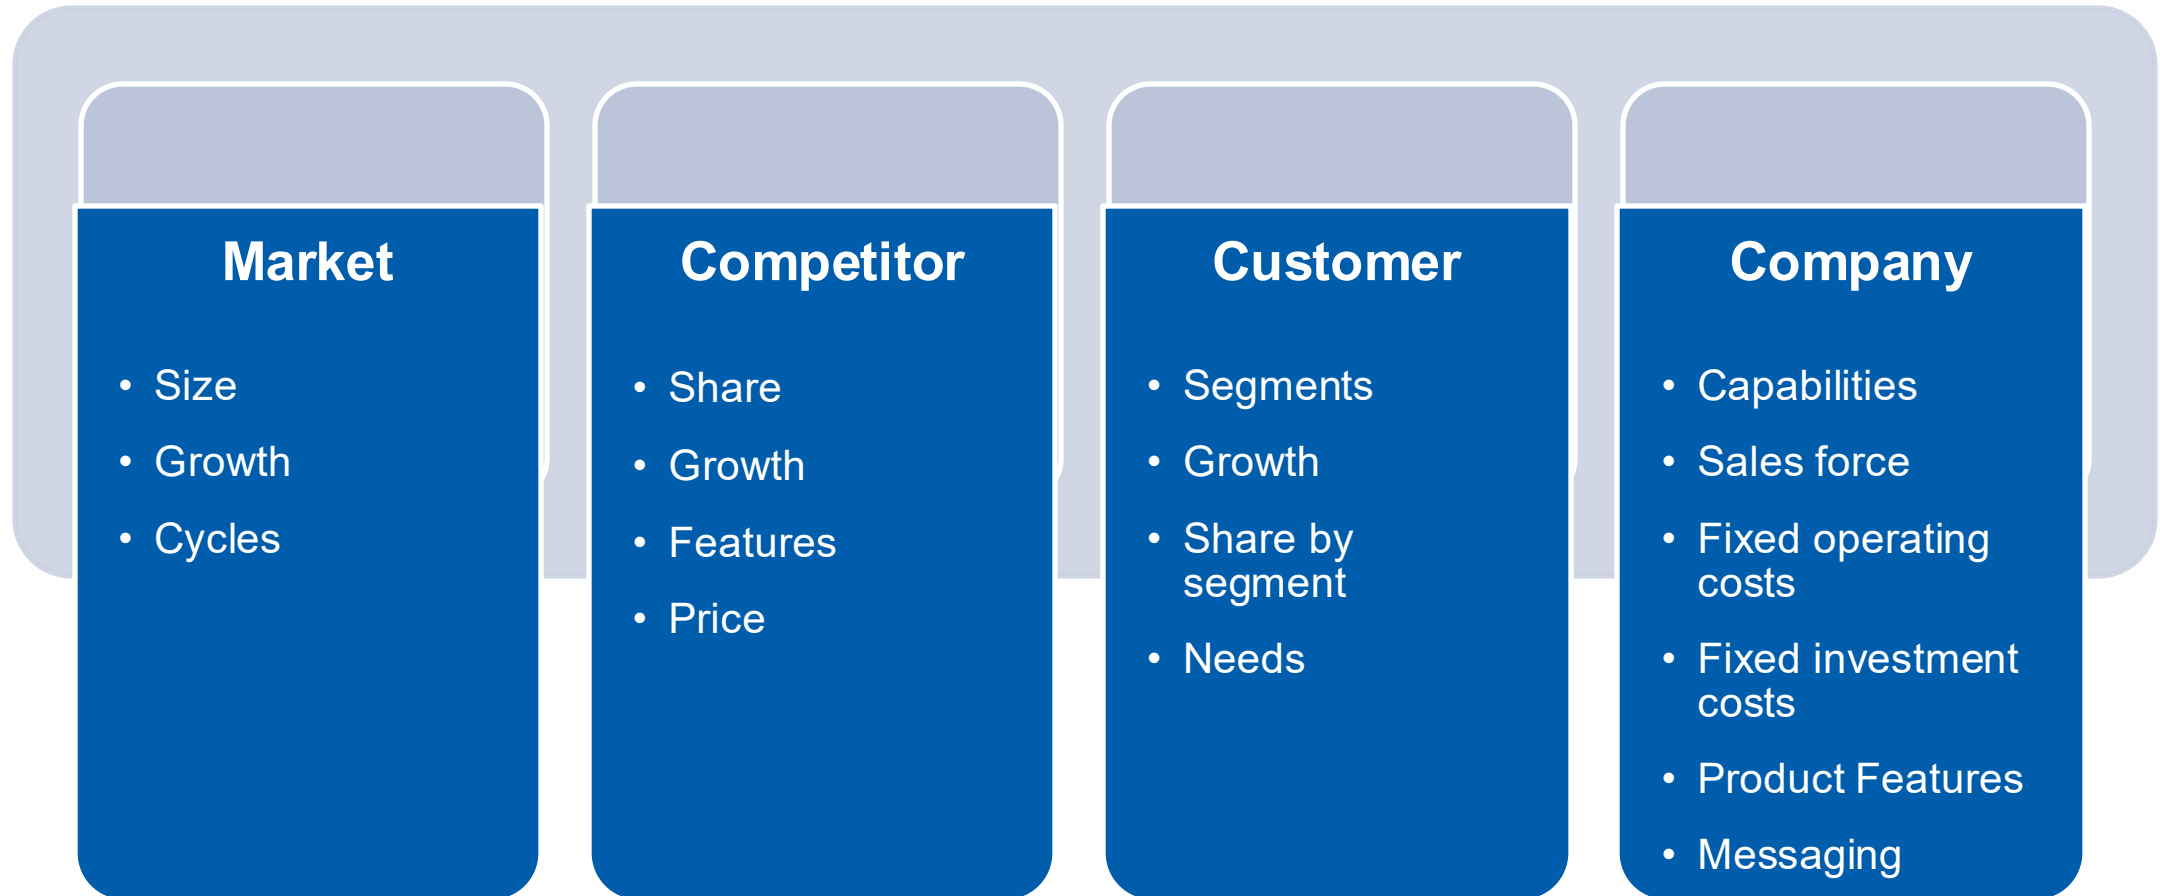 Market
• Size
• Growth
• Cycles
Competitor
• Share
• Growth
• Features
• Price
Customer
• Segments
• Growth
• Share by
segment
• Needs
Company
• Capabilities
• Sales force
• Fixed operating
costs
• Fixed investment
costs
• Product Features
• Messaging